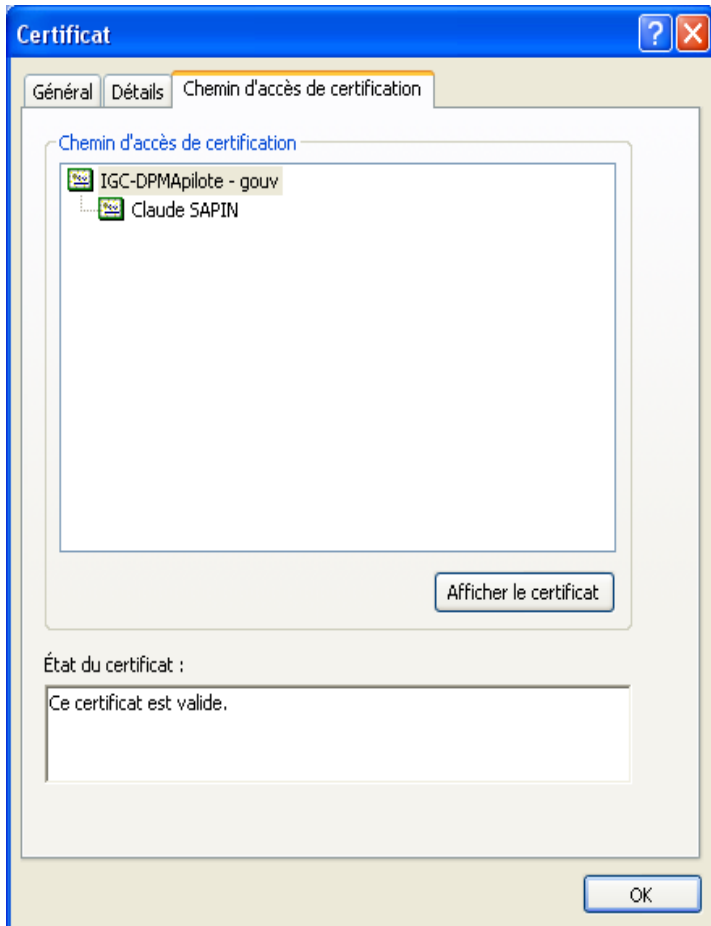 Certificat
Général Détails Chemin d'accès de certification
Chemin d'accès de certification
IGC-DPMApilote - gouv
Claude SAPIN
Afficher le certificat
État du certificat :
Ce certificat est valide.
OK